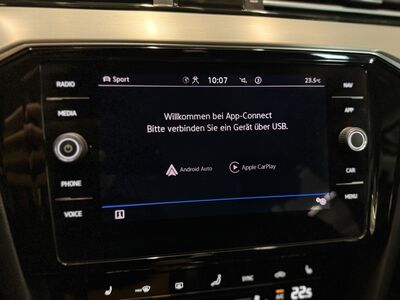 RADIO
MEDIA
PHONE
VOICE
Sport
10:07
23.5°C
Willkommen bei App-Connect
Bitte verbinden Sie ein Gerät über USB.
Android Auto
Apple CarPlay
NAV
APP
CAR
MENU
SYNC
22